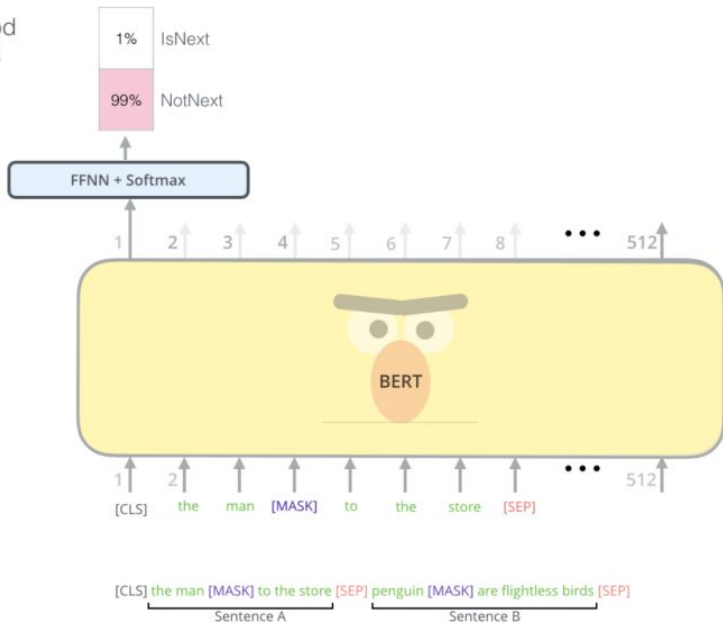 od
1% IsNext
99% NotNext
FFNN + Softmax
1 2 3 4 5 6 7 8 ••• 512
BERT
1 2 ••• 512
[CLS] the man [MASK] to the store [SEP]
[CLS] the man [MASK] to the store [SEP] penguin [MASK] are flightless birds [SEP]
Sentence A Sentence B